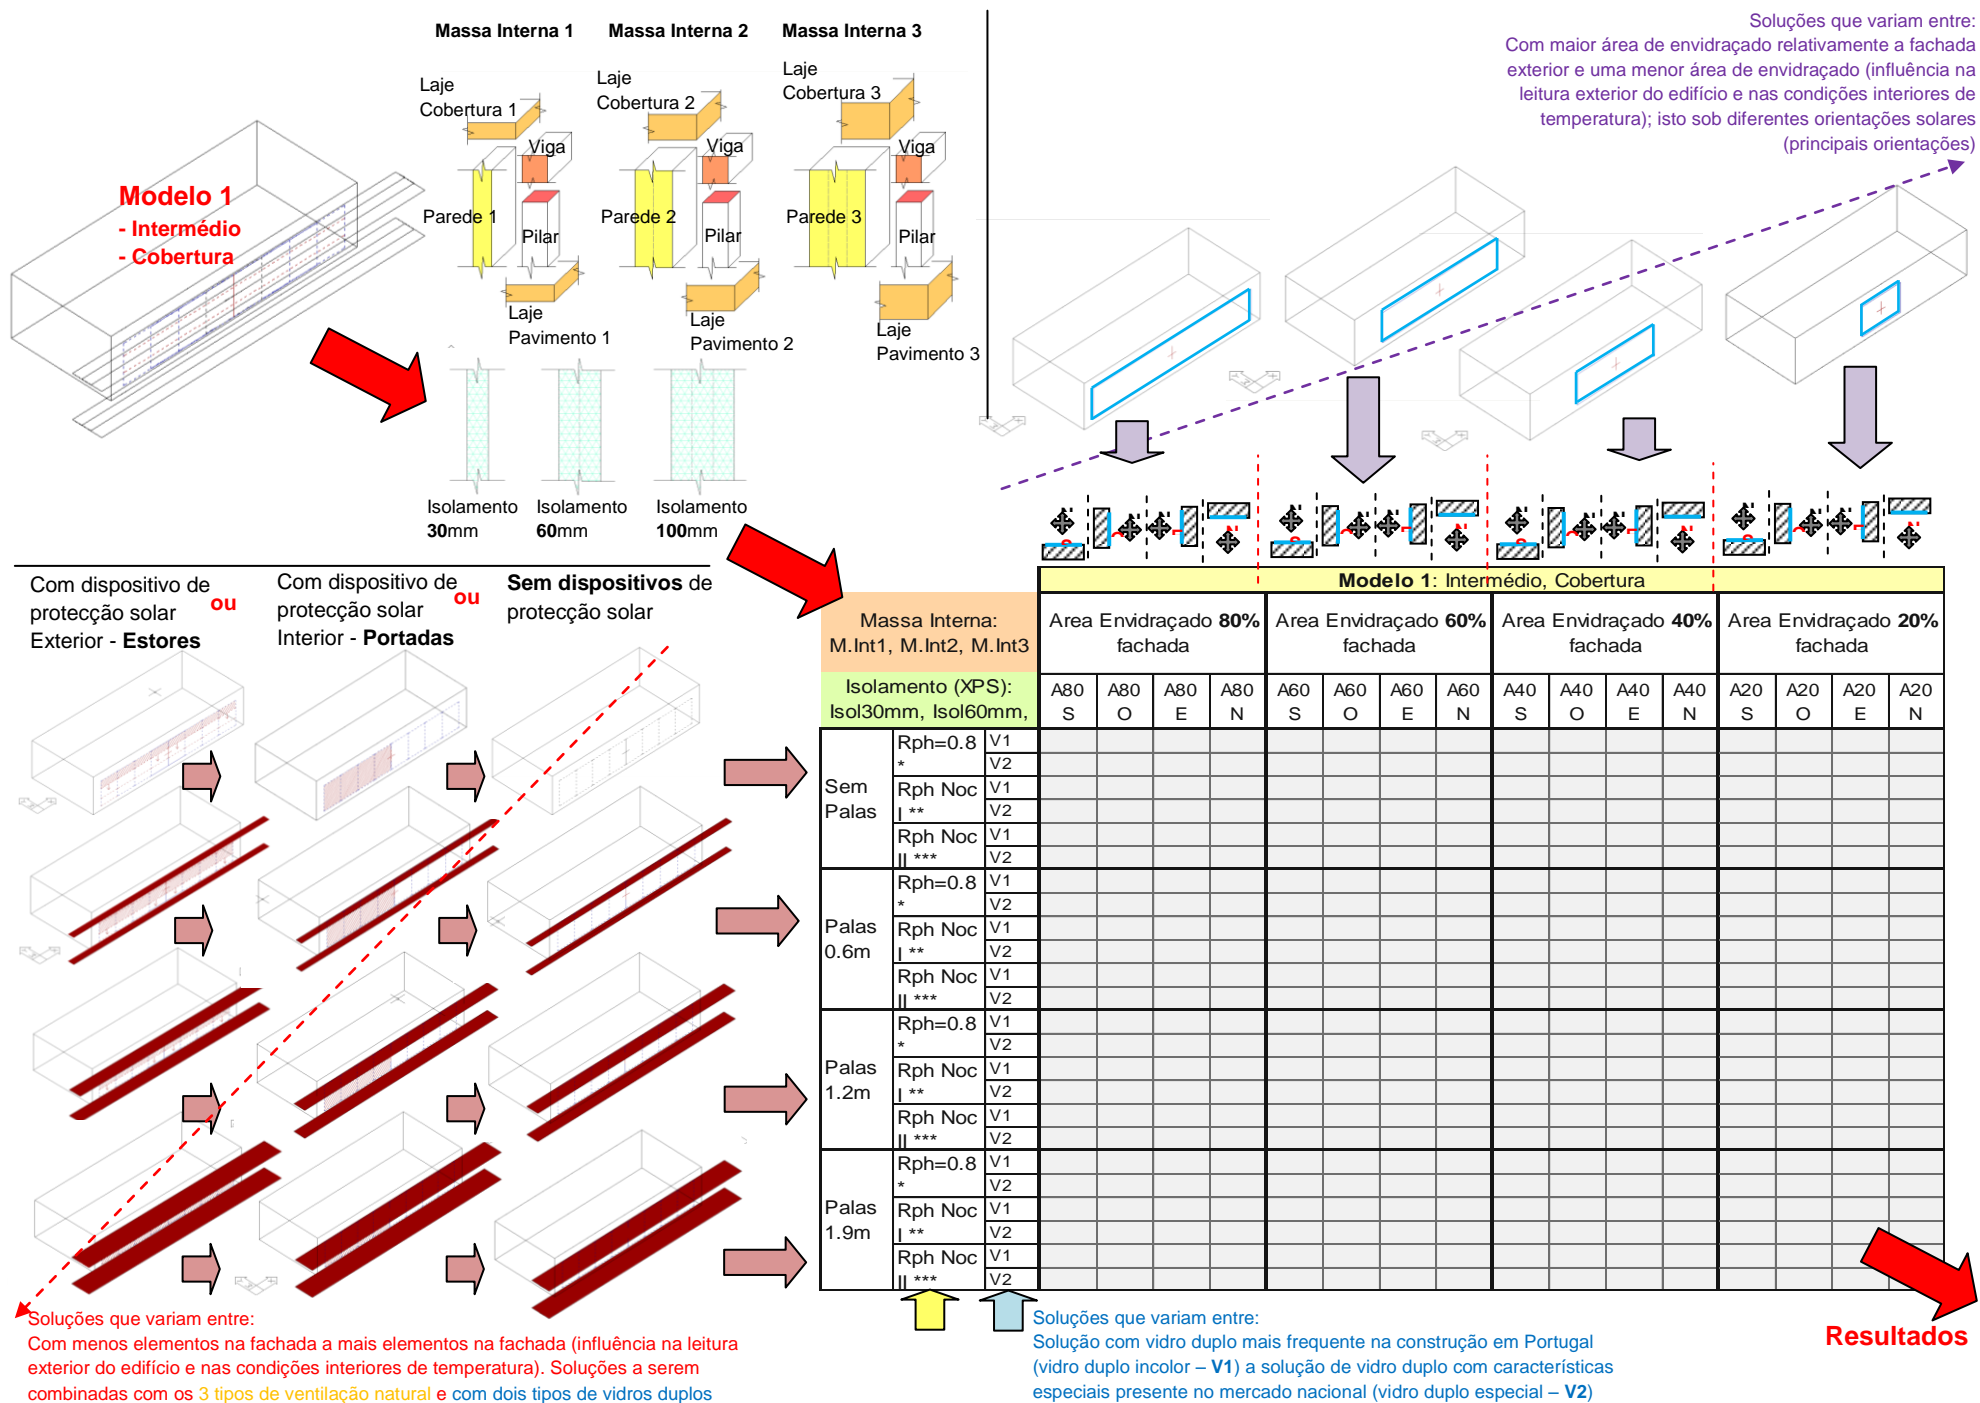 Massa Interna 1
Massa Interna 2
Massa Interna 3
Laje
Cobertura 1
Laje
Cobertura 2
Laje
Cobertura 3
Viga
Viga
Viga
Parede 1
Parede 2
Parede 3
Pilar
Pilar
Pilar
Laje
Pavimento 1
Laje
Pavimento 2
Laje
Pavimento 3
Modelo 1
- Intermédio
- Cobertura
Isolamento
30mm
Isolamento
60mm
Isolamento
100mm
Soluções que variam entre:
Com maior área de envidraçado relativamente a fachada
exterior e uma menor área de envidraçado (influência na
leitura exterior do edifício e nas condições interiores de
temperatura); isto sob diferentes orientações solares
(principais orientações)
Com dispositivo de
protecção solar
Exterior - Estores
ou
Com dispositivo de
protecção solar
Interior - Portadas
ou
Sem dispositivos de
protecção solar
Modelo 1: Intermédio, Cobertura
Massa Interna:
M.Int1, M.Int2, M.Int3
Area Envidraçado 80%
fachada
Area Envidraçado 60%
fachada
Area Envidraçado 40%
fachada
Area Envidraçado 20%
fachada
Isolamento (XPS):
Isol30mm, Isol60mm,
A80 S
A80 O
A80 E
A80 N
A60 S
A60 O
A60 E
A60 N
A40 S
A40 O
A40 E
A40 N
A20 S
A20 O
A20 E
A20 N
Sem
Palas
Rph=0.8
*
V1
V2
Rph Noc
I **
V1
V2
Rph Noc
II ***
V1
V2
Palas
0.6m
Rph=0.8
*
V1
V2
Rph Noc
I **
V1
V2
Rph Noc
II ***
V1
V2
Palas
1.2m
Rph=0.8
*
V1
V2
Rph Noc
I **
V1
V2
Rph Noc
II ***
V1
V2
Palas
1.9m
Rph=0.8
*
V1
V2
Rph Noc
I **
V1
V2
Rph Noc
II ***
V1
V2
Soluções que variam entre:
Com menos elementos na fachada a mais elementos na fachada (influência na leitura
exterior do edifício e nas condições interiores de temperatura). Soluções a serem
combinadas com os 3 tipos de ventilação natural e com dois tipos de vidros duplos
Soluções que variam entre:
Solução com vidro duplo mais frequente na construção em Portugal
(vidro duplo incolor – V1) a solução de vidro duplo com características
especiais presente no mercado nacional (vidro duplo especial – V2)
Resultados